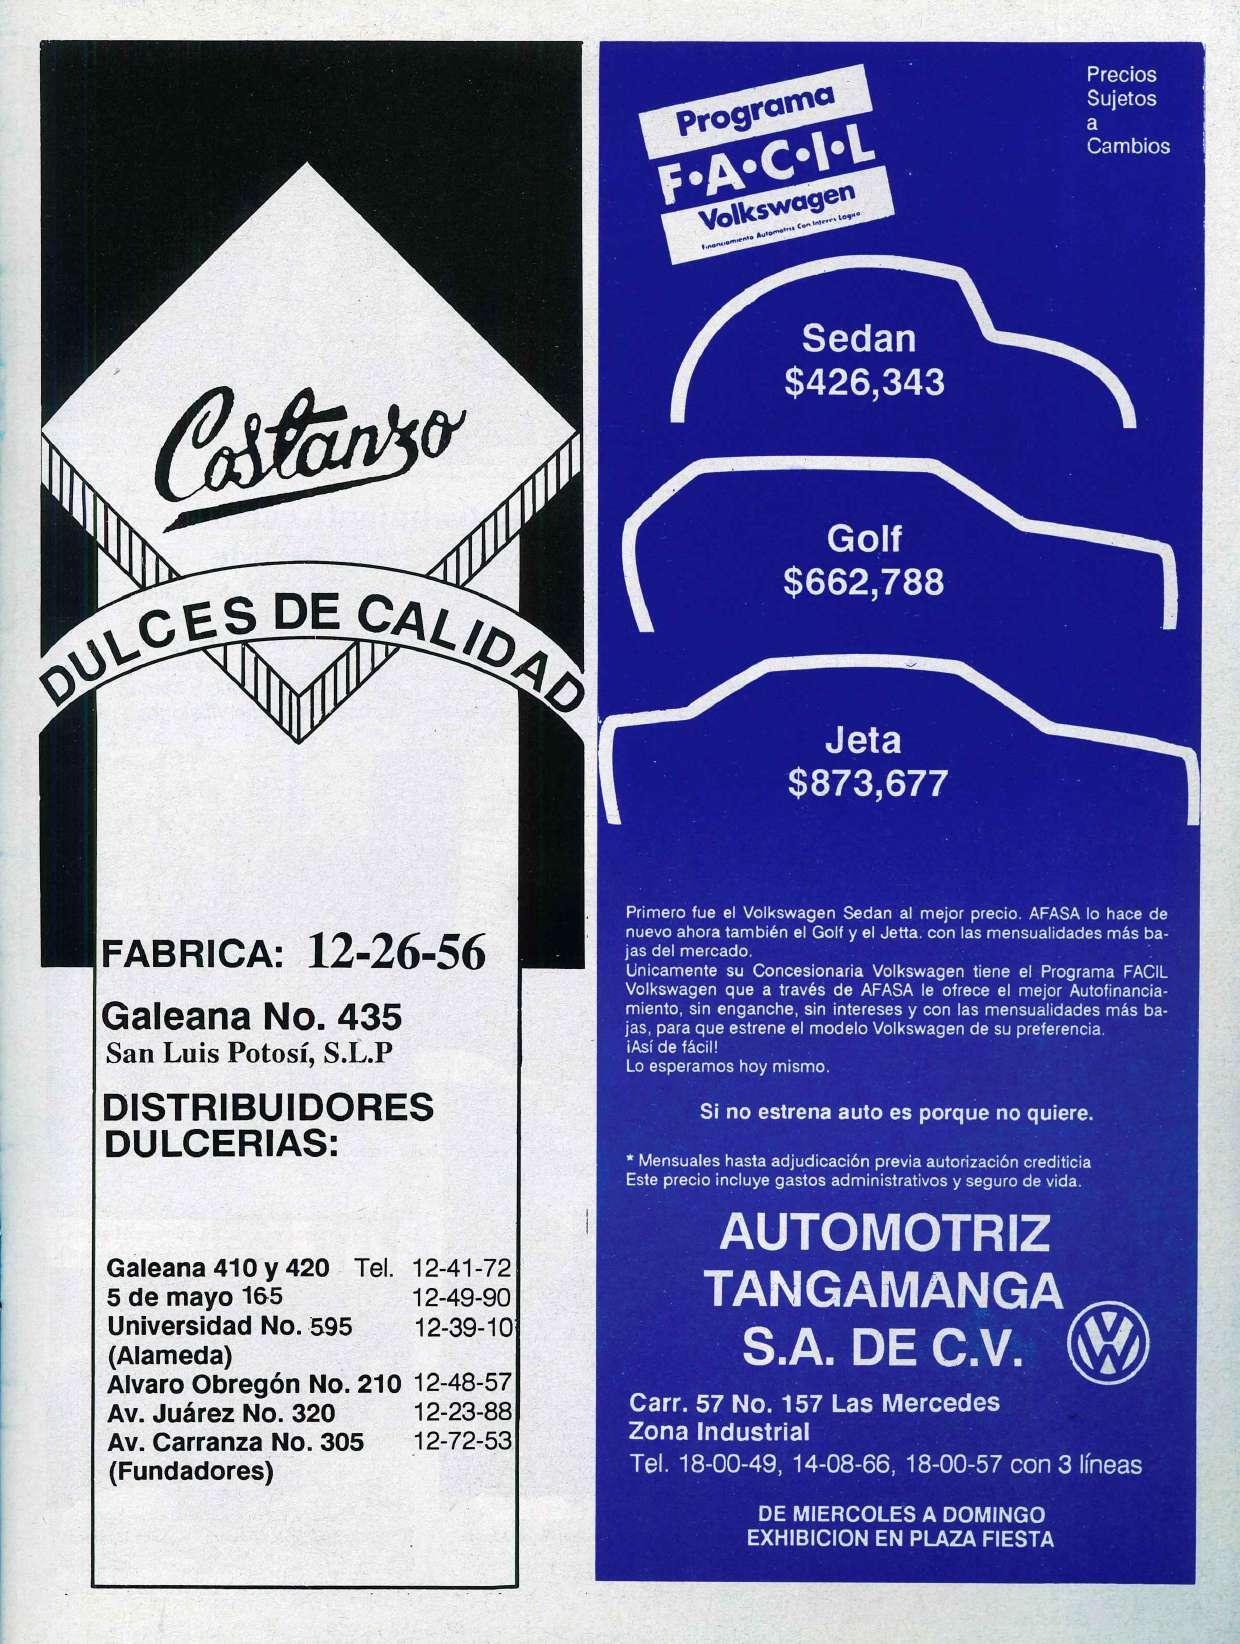 Costanzo
DULCES DE CALIDAD
FABRICA: 12-26-56
Galeana No. 435
San Luis Potosí, S.L.P
DISTRIBUIDORES
DULCERIAS:
Galeana 410 y 420 Tel. 12-41-72
5 de mayo 165 12-49-90
Universidad No. 595 12-39-10
(Alameda)
Alvaro Obregón No. 210 12-48-57
Av. Juárez No. 320 12-23-88
Av. Carranza No. 305 12-72-53
(Fundadores)
Programa
F•A•C•I•L
Volkswagen
Financiamiento Automotriz Con Interes Logico
Precios
Sujetos
a
Cambios
Sedan
$426,343
Golf
$662,788
Jeta
$873,677
Primero fue el Volkswagen Sedan al mejor precio. AFASA lo hace de
nuevo ahora también el Golf y el Jetta. con las mensualidades más ba-
jas del mercado.
Unicamente su Concesionaria Volkswagen tiene el Programa FACIL
Volkswagen que a través de AFASA le ofrece el mejor Autofinancia-
miento, sin enganche, sin intereses y con las mensualidades más ba-
jas, para que estrene el modelo Volkswagen de su preferencia.
¡Así de fácil!
Lo esperamos hoy mismo.
Si no estrena auto es porque no quiere.
* Mensuales hasta adjudicación previa autorización crediticia
Este precio incluye gastos administrativos y seguro de vida.
AUTOMOTRIZ
TANGAMANGA
S.A. DE C.V.
Carr. 57 No. 157 Las Mercedes
Zona Industrial
Tel. 18-00-49, 14-08-66, 18-00-57 con 3 líneas
DE MIERCOLES A DOMINGO
EXHIBICION EN PLAZA FIESTA